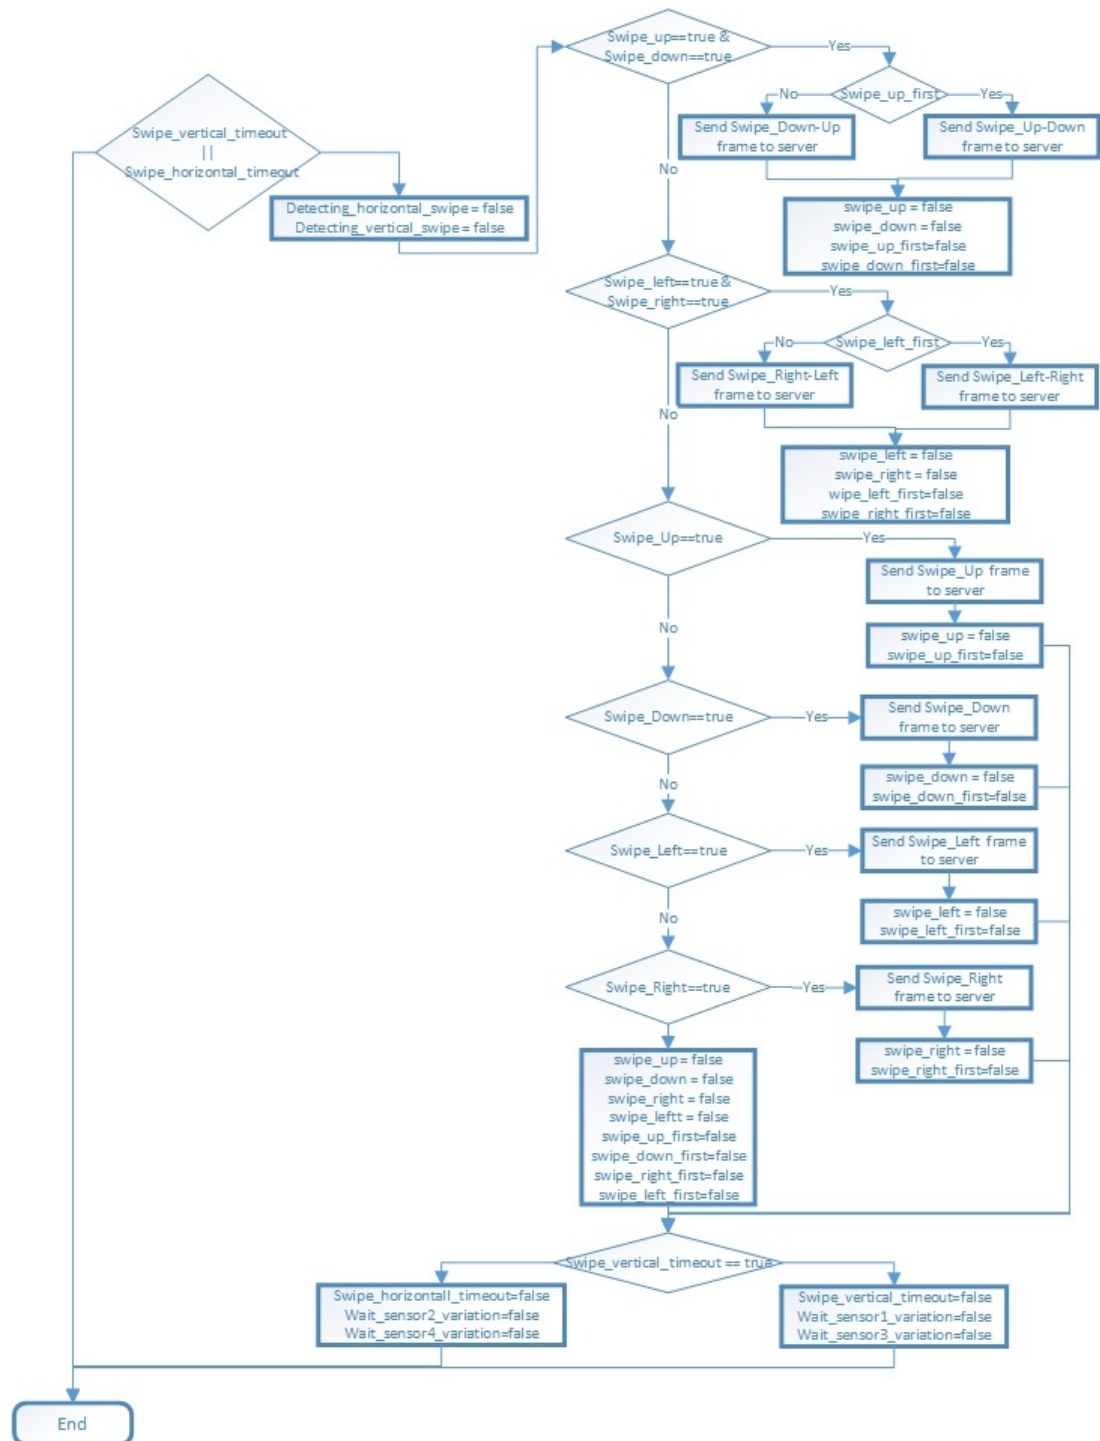 Swipe_up==true &
Swipe_down==true
Yes
Swipe_up_first
No
Yes
Send Swipe_Down-Up
frame to server
Send Swipe_Up-Down
frame to server
Swipe_vertical_timeout
||
Swipe_horizontal_timeout
No
Detecting_horizontal_swipe = false
Detecting_vertical_swipe = false
swipe_up = false
swipe_down = false
swipe_up_first=false
swipe_down_first=false
Swipe_left==true &
Swipe_right==true
Yes
Swipe_left_first
No
Yes
Send Swipe_Right-Left
frame to server
Send Swipe_Left-Right
frame to server
No
swipe_left = false
swipe_right = false
wipe_left_first=false
swipe_right_first=false
Swipe_Up==true
Yes
Send Swipe_Up frame
to server
No
swipe_up = false
swipe_up_first=false
Swipe_Down==true
Yes
Send Swipe_Down
frame to server
No
swipe_down = false
swipe_down_first=false
Swipe_Left==true
Yes
Send Swipe_Left frame
to server
No
swipe_left = false
swipe_left_first=false
Swipe_Right==true
Yes
Send Swipe_Right
frame to server
swipe_right = false
swipe_right_first=false
swipe_up= false
swipe_down = false
swipe_right = false
swipe_leftt = false
swipe_up_first=false
swipe_down_first=false
swipe_right_first=false
swipe_left_first=false
Swipe_vertical_timeout == true
Swipe_horizontall_timeout=false
Wait_sensor2_variation=false
Wait_sensor4_variation=false
Swipe_vertical_timeout=false
Wait_sensor1_variation=false
Wait_sensor3_variation=false
End